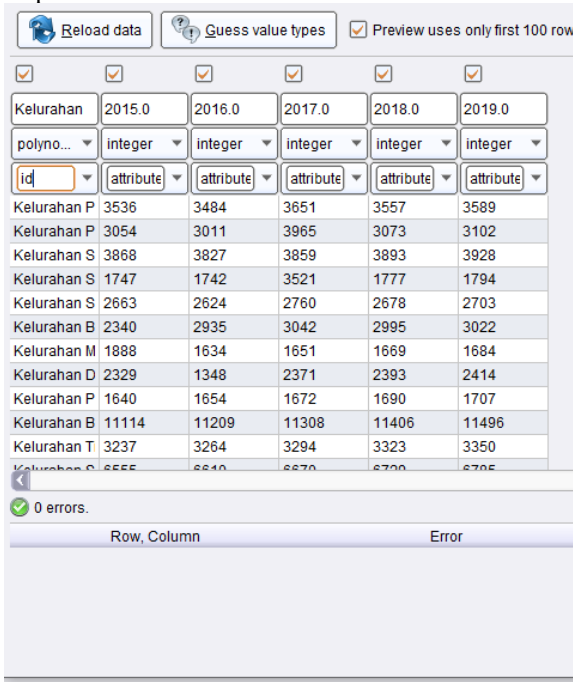 Reload data Guess value types Preview uses only first 100 row
Kelurahan 2015.0 2016.0 2017.0 2018.0 2019.0
polyno... integer integer integer integer integer
id attribute attribute attribute attribute attribute
Kelurahan P 3536 3484 3651 3557 3589
Kelurahan P 3054 3011 3965 3073 3102
Kelurahan S 3868 3827 3859 3893 3928
Kelurahan S 1747 1742 3521 1777 1794
Kelurahan S 2663 2624 2760 2678 2703
Kelurahan B 2340 2935 3042 2995 3022
Kelurahan M 1888 1634 1651 1669 1684
Kelurahan D 2329 1348 2371 2393 2414
Kelurahan P 1640 1654 1672 1690 1707
Kelurahan B 11114 11209 11308 11406 11496
Kelurahan T 3237 3264 3294 3323 3350
Kelurahan
0 errors.
Row, Column Error